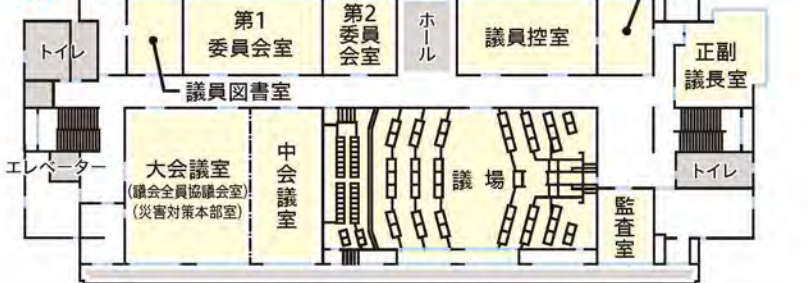 第1
委員会室
第2
委員
会室
ホール
議員控室
正副
議長室
トイレ
議員図書室
エレベーター
大会議室
(議会全員協議会室)
(災害対策本部室)
中会議室
議場
監査室
トイレ